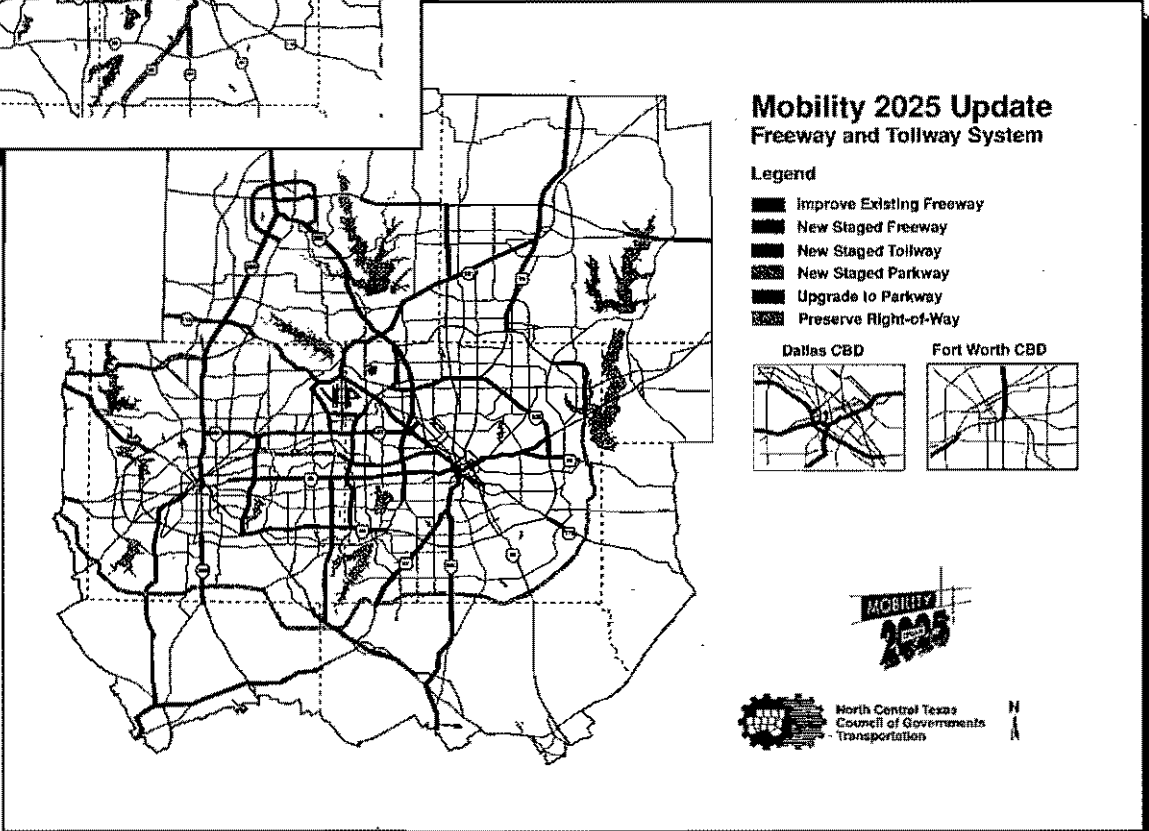 Mobility 2025 Update
Freeway and Tollway System
Legend
Improve Existing Freeway
New Staged Freeway
New Staged Tollway
New Staged Parkway
Upgrade to Parkway
Preserve Right-of-Way
Dallas CBD
Fort Worth CBD
MOBILITY
2025
North Central Texas
Council of Governments
Transportation
N